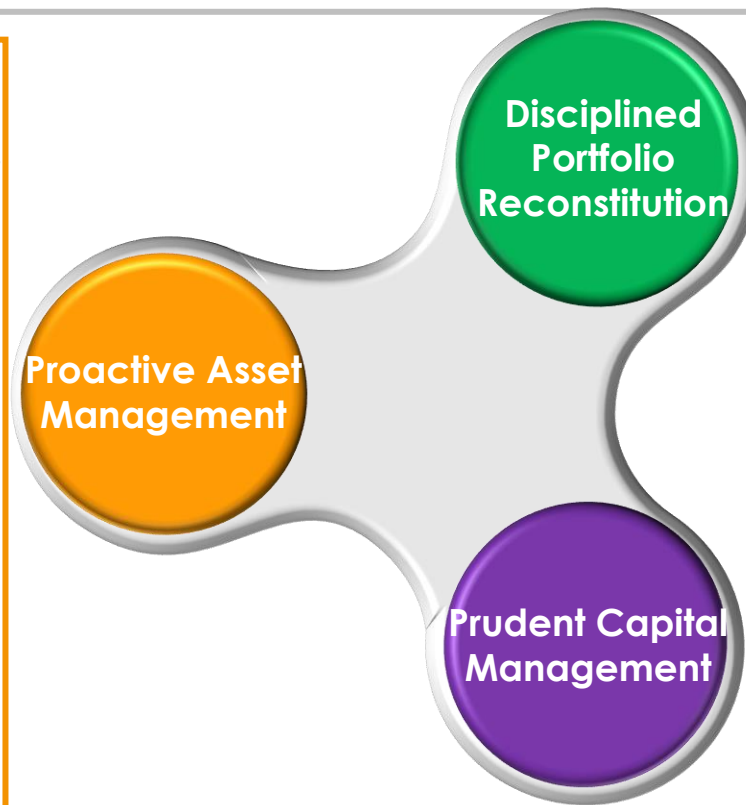 Disciplined
Portfolio
Reconstitution
Proactive Asset
Management
Prudent Capital
Management